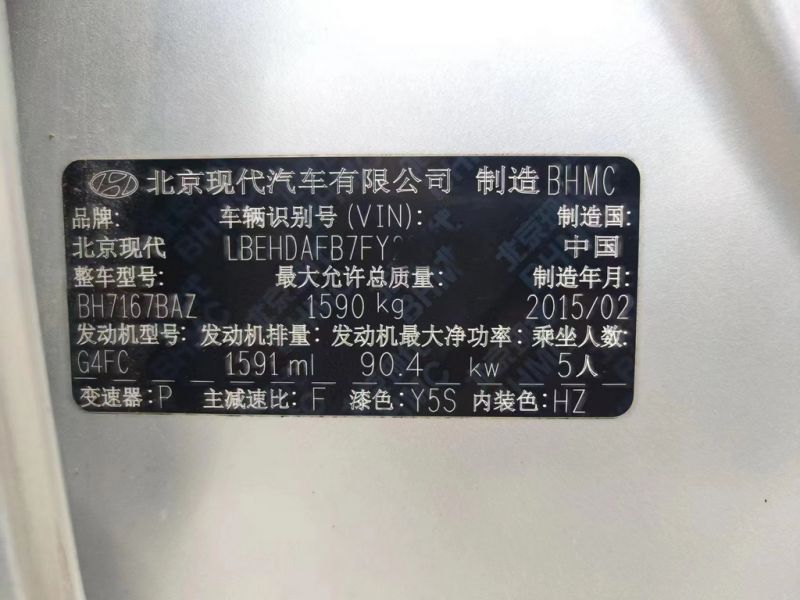 北京现代汽车有限公司 制造 BHMC
品牌: 车辆识别号(VIN): 制造国:
北京现代 LBEHDAFB7FY 中国
整车型号: 最大允许总质量: 制造年月:
BH7167BAZ 1590 kg 2015/02
发动机型号: 发动机排量: 发动机最大净功率: 乘坐人数:
G4FC 1591 ml 90.4 kw 5人
变速器:P 主减速比:F 漆色:Y5S 内装色:HZ